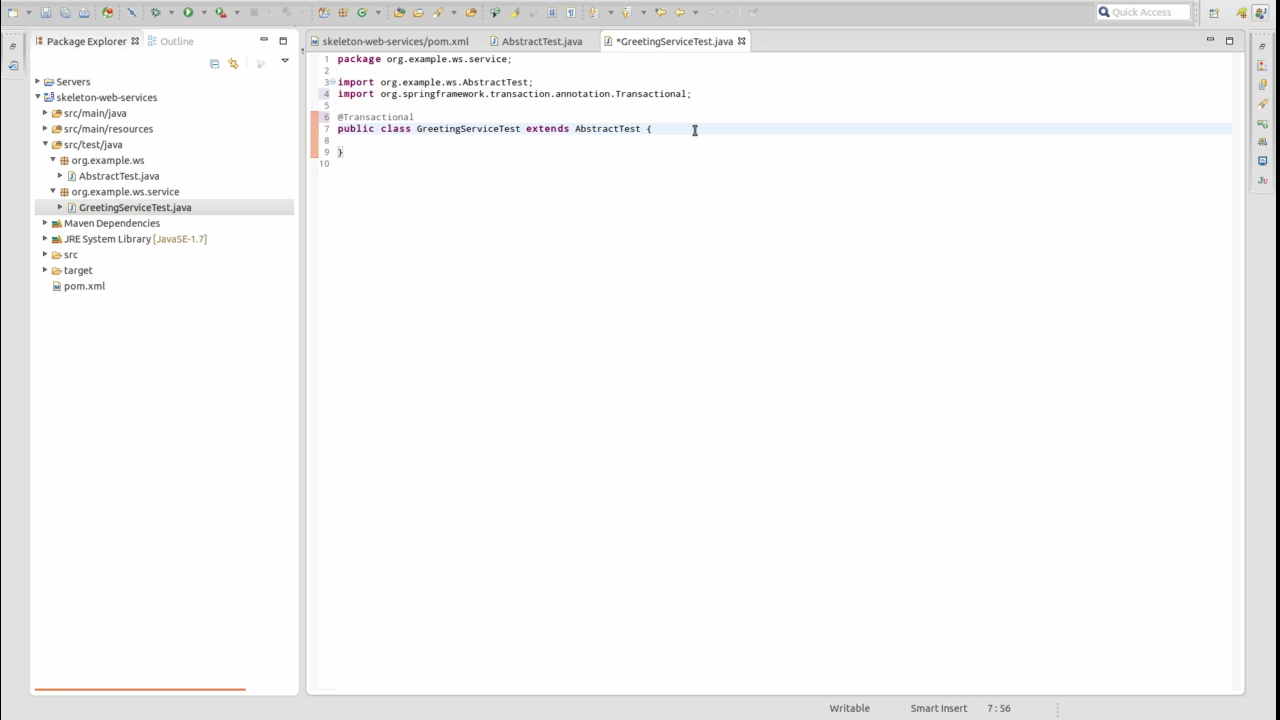 Quick Access
Package Explorer
Outline
skeleton-web-services/pom.xml
AbstractTest.java
*GreetingServiceTest.java
Servers
skeleton-web-services
src/main/java
src/main/resources
src/test/java
org.example.ws
AbstractTest.java
org.example.ws.service
GreetingServiceTest.java
Maven Dependencies
JRE System Library [JavaSE-1.7]
src
target
pom.xml
1 package org.example.ws.service;
2
3 import org.example.ws.AbstractTest;
4 import org.springframework.transaction.annotation.Transactional;
5
6 @Transactional
7 public class GreetingServiceTest extends AbstractTest {
8
9 }
10
Ju
Writable
Smart Insert
7 : 56